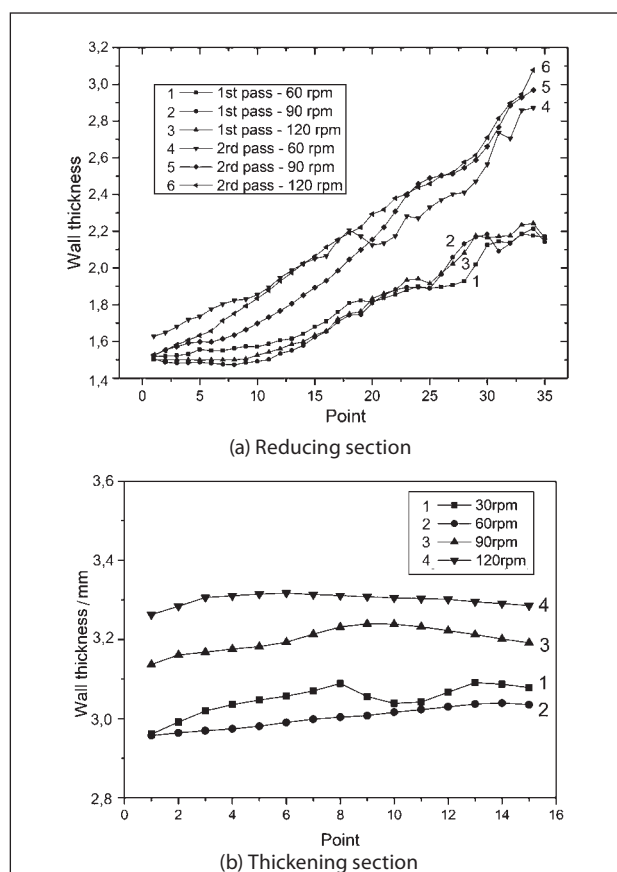 3,2
3,0
2,8
2,6
2,4
2,2
2,0
1,8
1,6
1,4
Wall thickness
1 1st pass - 60 rpm
2 1st pass - 90 rpm
3 1st pass - 120 rpm
4 2rd pass - 60 rpm
5 2rd pass - 90 rpm
6 2rd pass - 120 rpm
6
5
4
2
3
1
0 5 10 15 20 25 30 35
Point
(a) Reducing section
3,6
3,4
3,2
3,0
2,8
Wall thickness/mm
1 30rpm
2 60rpm
3 90rpm
4 120rpm
4
3
1
2
0 2 4 6 8 10 12 14 16
Point
(b) Thickening section